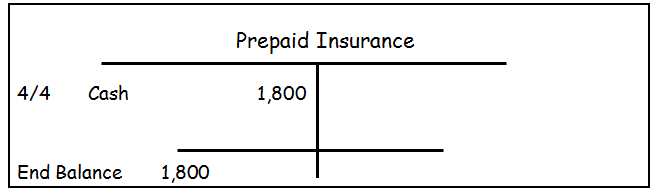 Prepaid Insurance
4/4 Cash 1,800
End Balance 1,800